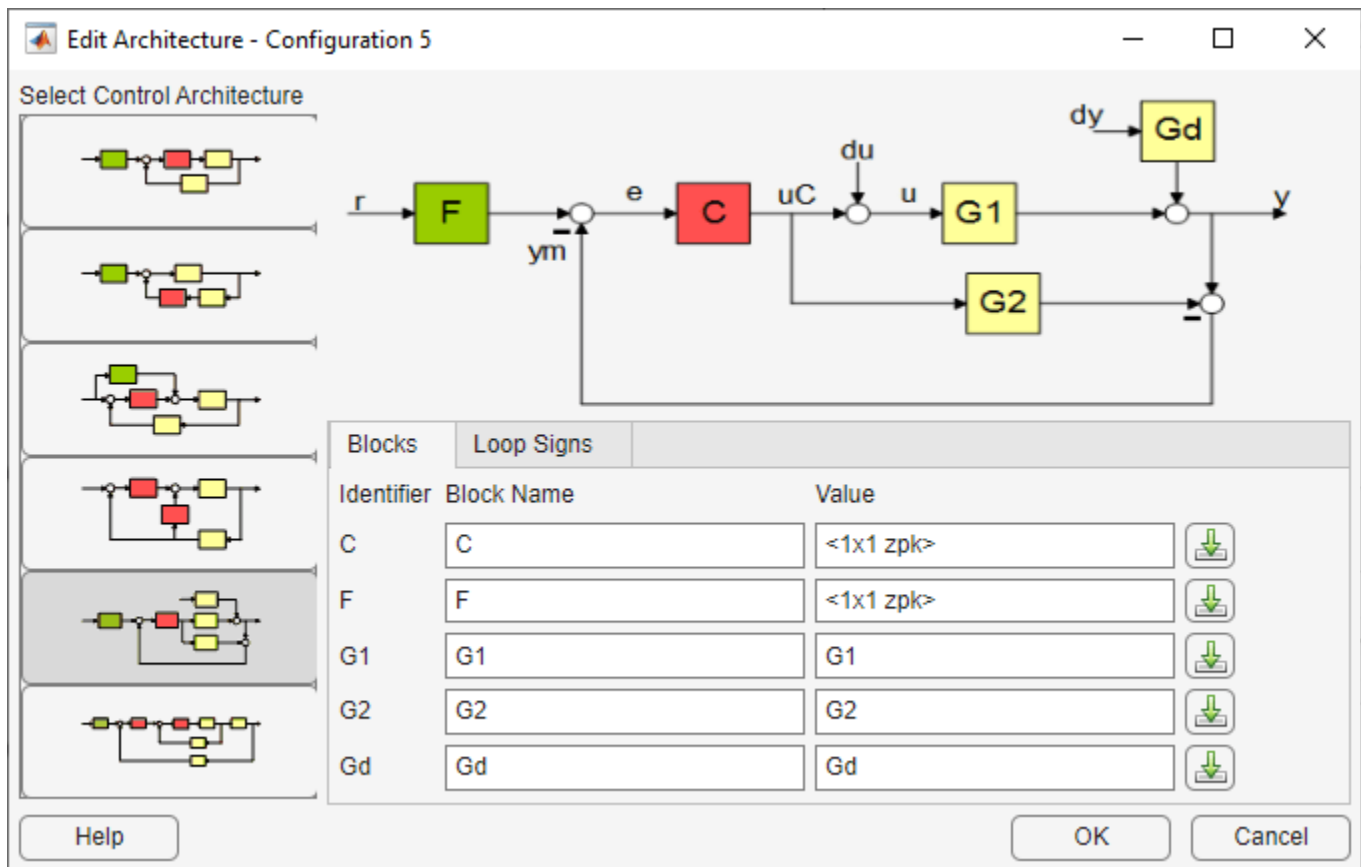 Edit Architecture - Configuration 5
Select Control Architecture
dy
Gd
du
r
F
e
C
uC
u
G1
y
ym
G2
Blocks
Loop Signs
Identifier Block Name Value
C C <1x1 zpk>
F F <1x1 zpk>
G1 G1 G1
G2 G2 G2
Gd Gd Gd
Help OK Cancel